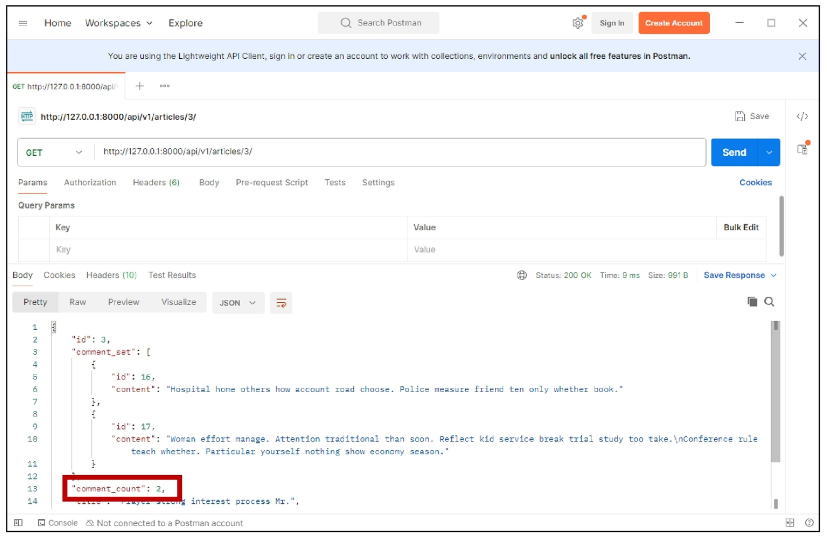 Home Workspaces Explore Search Postman Sign In Create Account
You are using the Lightweight API Client, sign in or create an account to work with collections, environments and unlock all free features in Postman.
GET http://127.0.0.1:8000/api/
http://127.0.0.1:8000/api/v1/articles/3/ Save
GET http://127.0.0.1:8000/api/v1/articles/3/ Send
Params Authorization Headers (6) Body Pre-request Script Tests Settings Cookies
Query Params
Key Value Bulk Edit
Key Value
Body Cookies Headers (10) Test Results Status: 200 OK Time: 9 ms Size: 991 B Save Response
Pretty Raw Preview Visualize JSON
1 {
2 "id": 3,
3 "comment_set": [
4 {
5 "id": 16,
6 "content": "Hospital home others how account road choose. Police measure friend ten only whether book."
7 },
8 {
9 "id": 17,
10 "content": "Woman effort manage. Attention traditional than soon. Reflect kid service break trial study too take.\nConference rule
teach whether. Particular yourself nothing show economy season."
11 }
12 ],
13 "comment_count": 2,
14 "title": "Player strong interest process Mr.",
Console Not connected to a Postman account